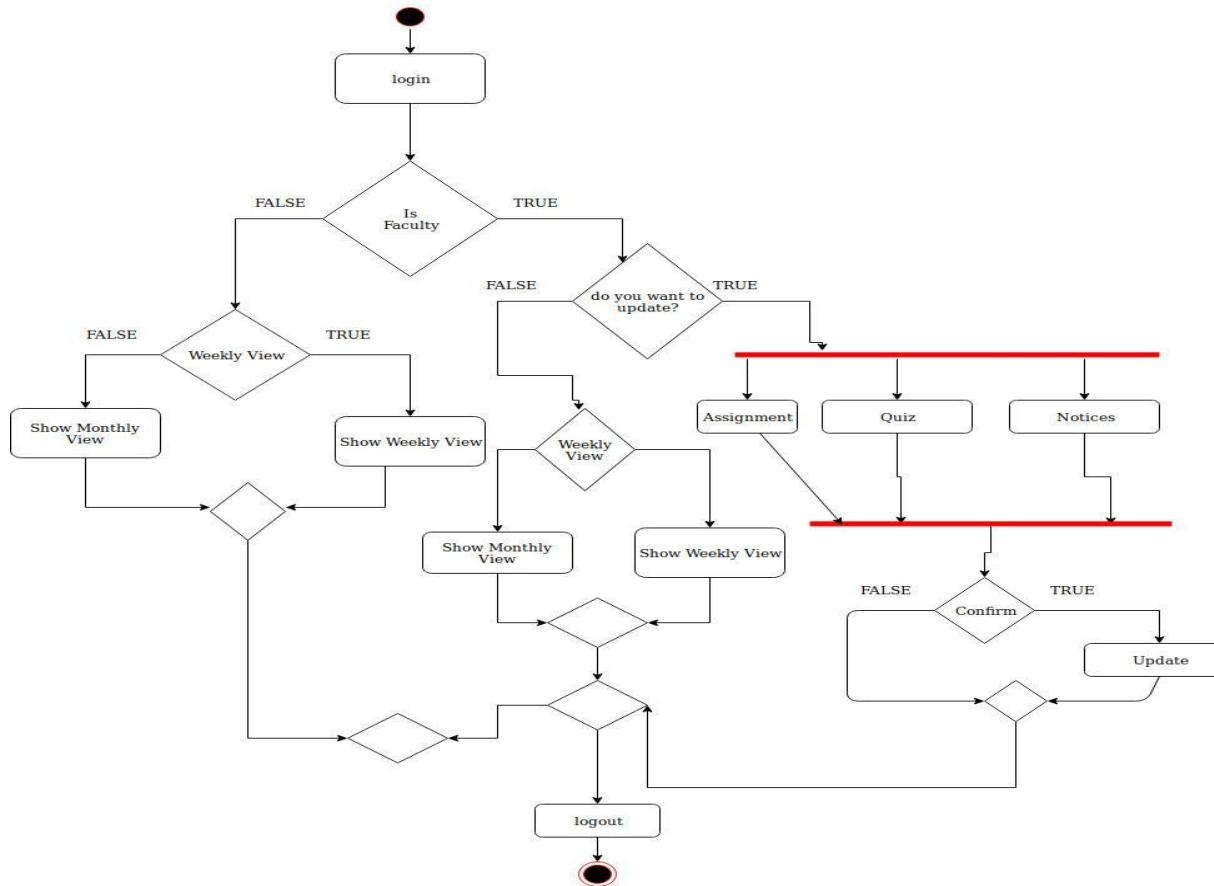 login
FALSE
TRUE
Is
Faculty
FALSE
TRUE
do you want to
update?
FALSE
TRUE
Weekly View
Show Monthly
View
Show Weekly View
Assignment
Quiz
Notices
Weekly
View
Show Monthly
View
Show Weekly View
FALSE
TRUE
Confirm
Update
logout